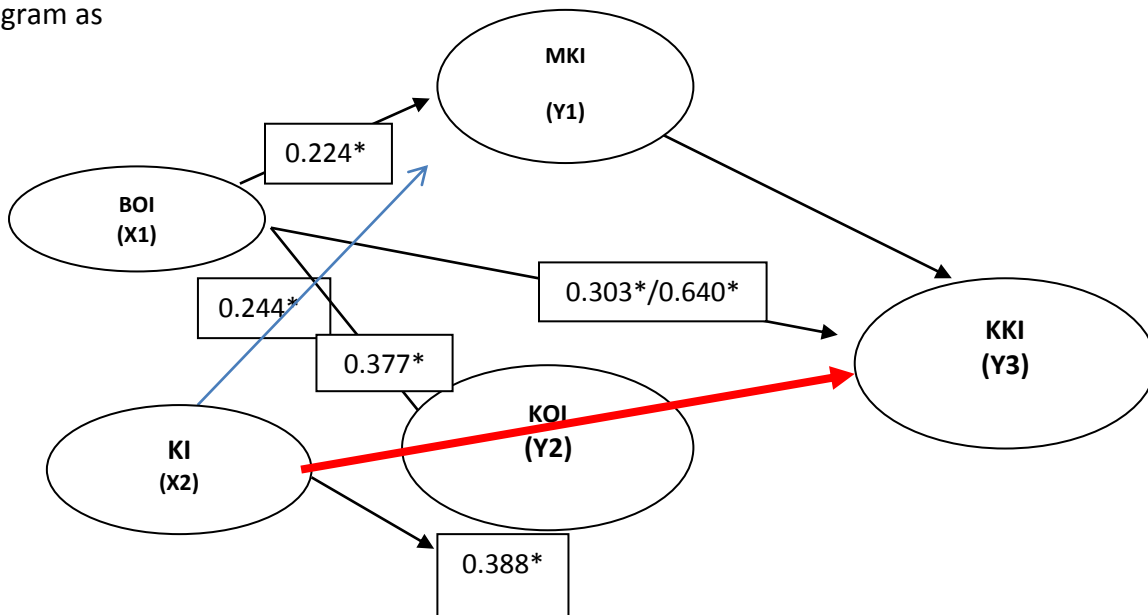 gram as
MKI
(Y1)
0.224*
BOI
(X1)
0.244*
0.303*/0.640*
0.377*
KKI
(Y3)
KOI
(Y2)
KI
(X2)
0.388*